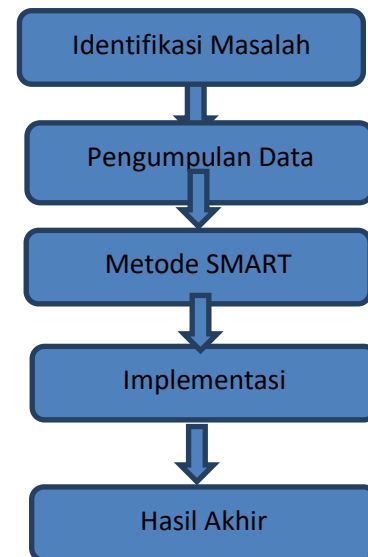 Identifikasi Masalah
Pengumpulan Data
Metode SMART
Implementasi
Hasil Akhir